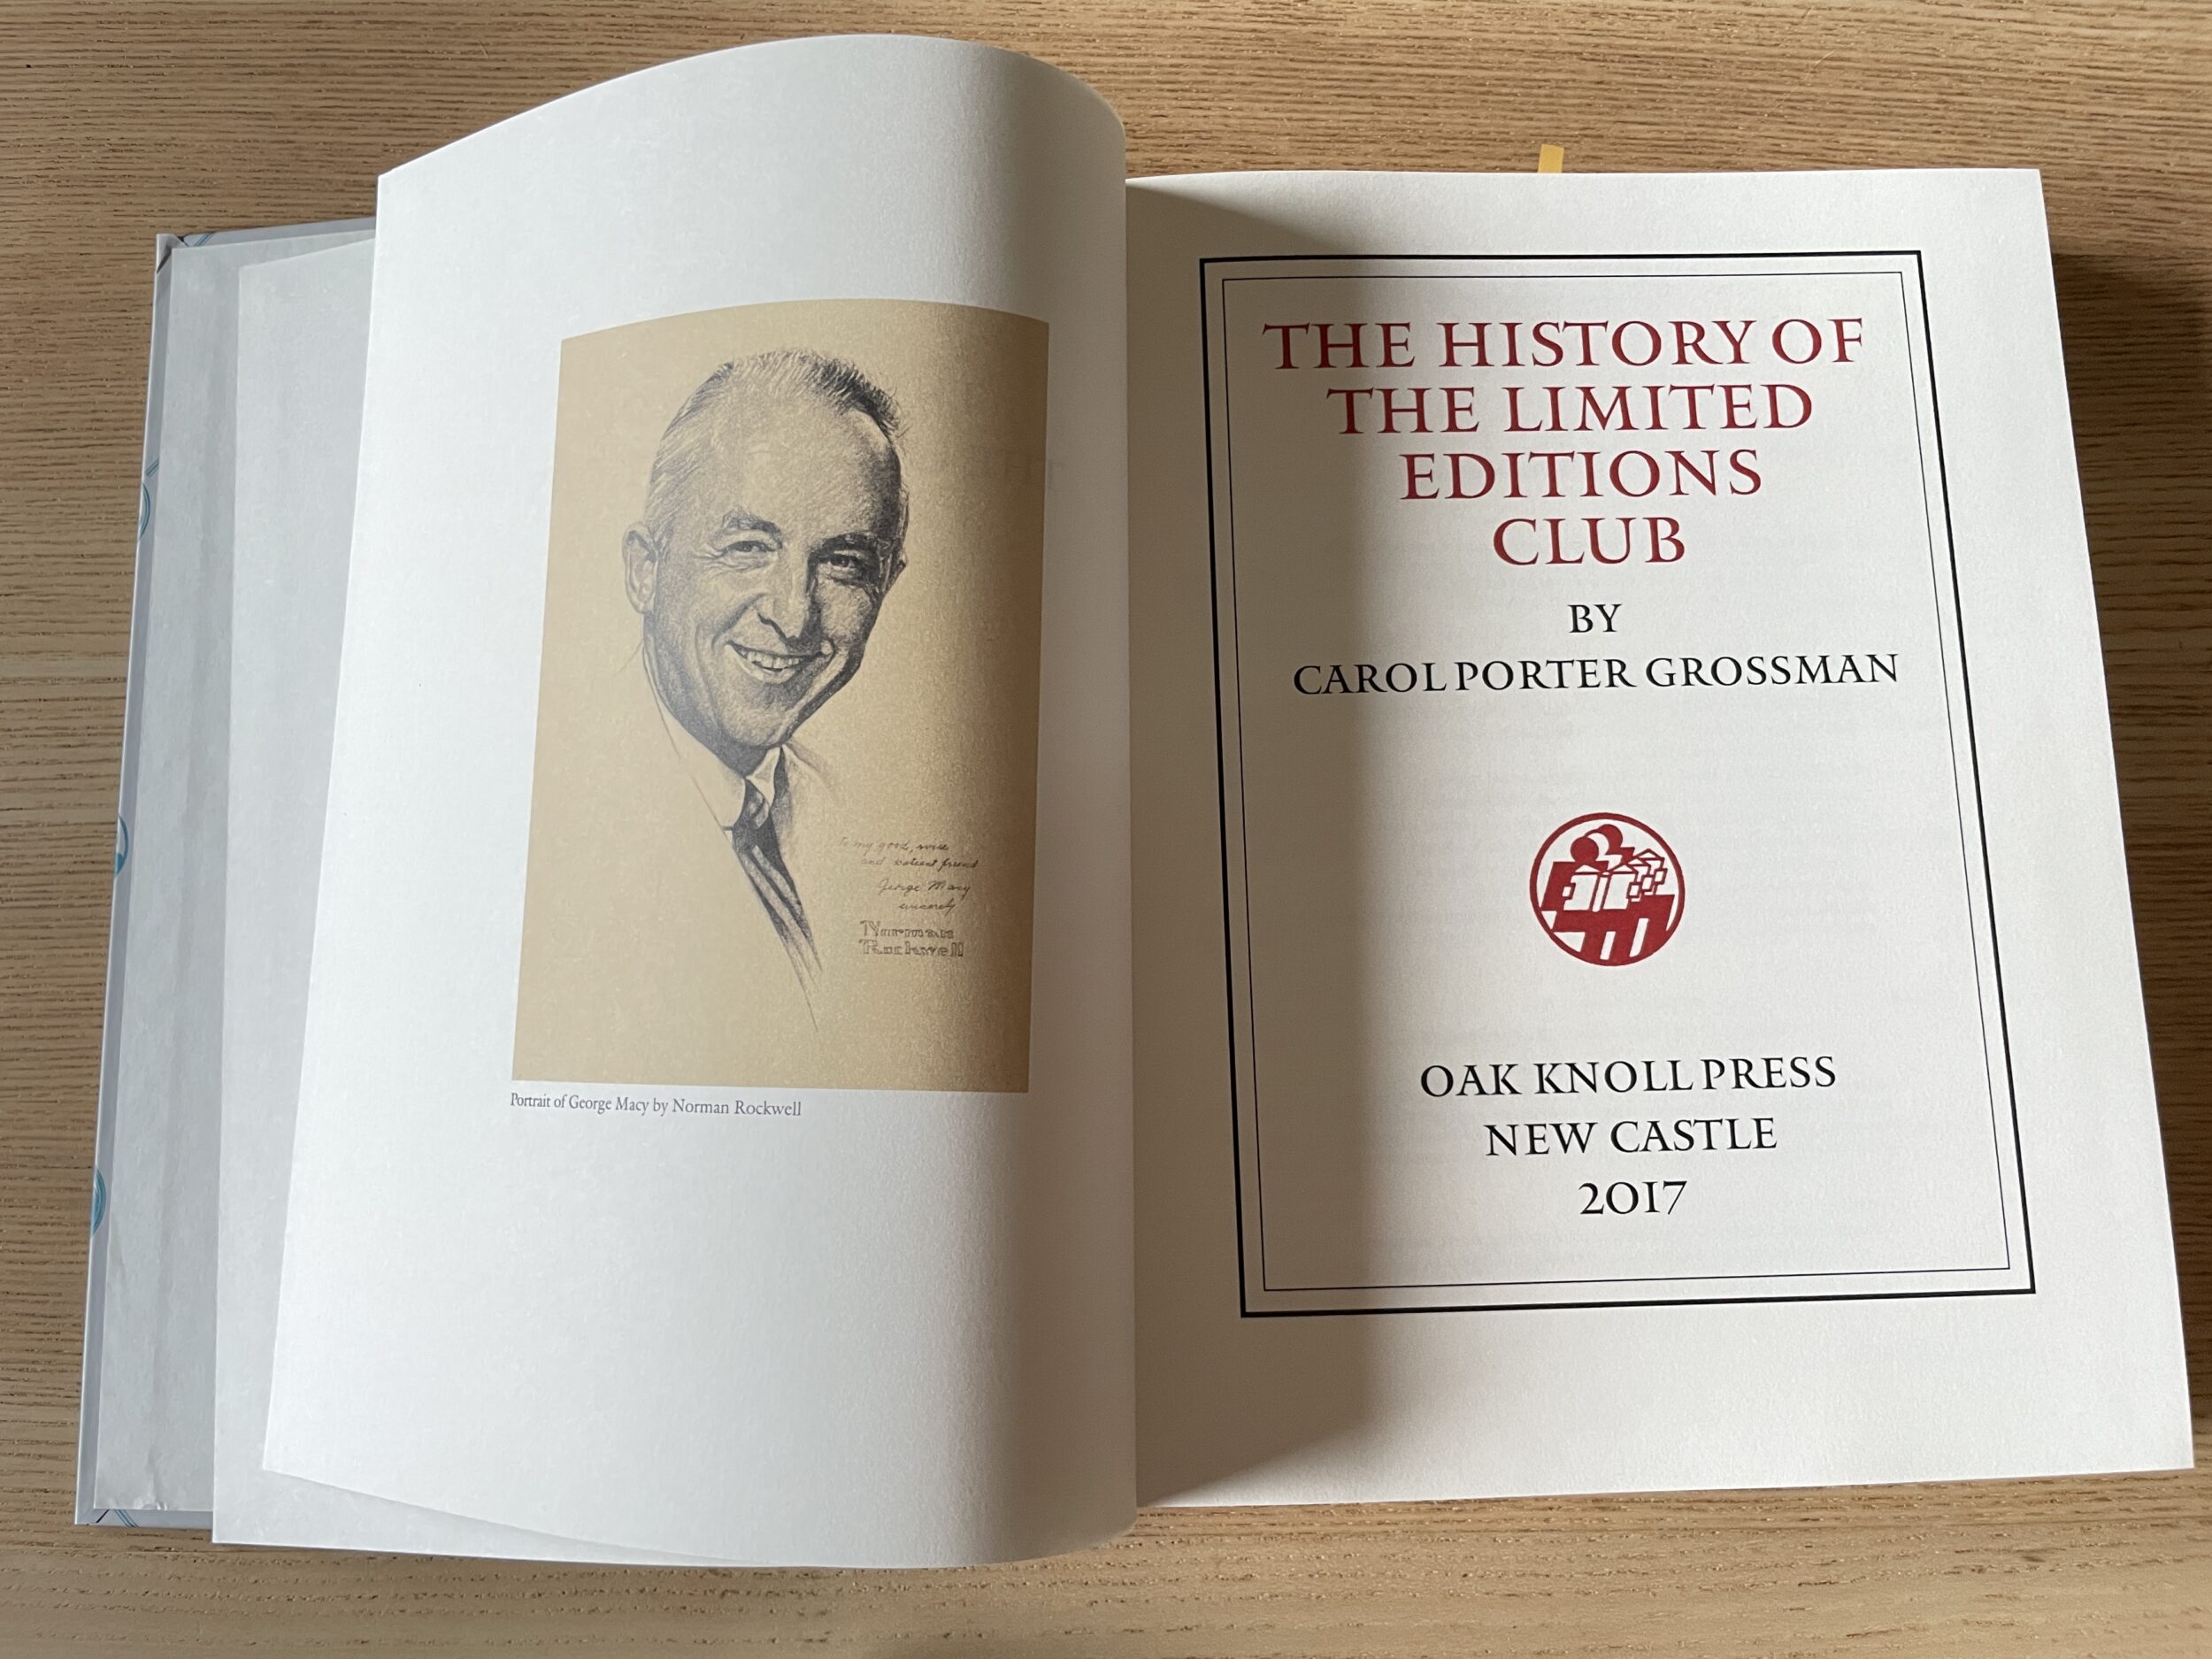 to my good, wise
and patient friend
George Macy
sincerely
Norman
Rockwell
Portrait of George Macy by Norman Rockwell
THE HISTORY OF
THE LIMITED
EDITIONS
CLUB
BY
CAROL PORTER GROSSMAN
OAK KNOLL PRESS
NEW CASTLE
2017